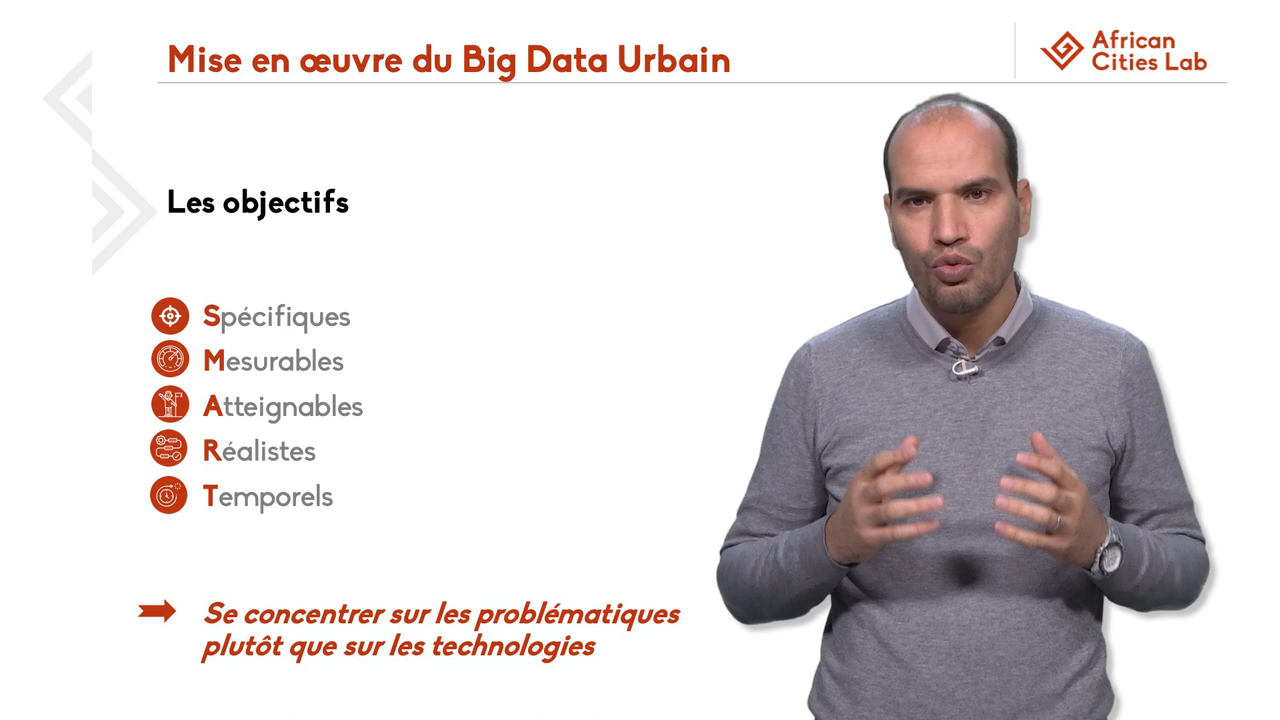 Mise en œuvre du Big Data Urbain
African
Cities Lab
Les objectifs
Spécifiques
Mesurables
Atteignables
Réalistes
Temporels
Se concentrer sur les problématiques
plutôt que sur les technologies